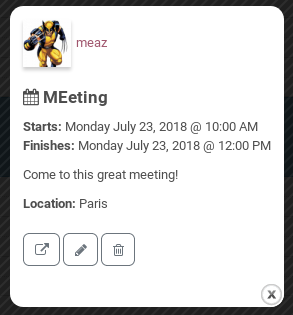 meaz
MEeting
Starts: Monday July 23, 2018 @ 10:00 AM
Finishes: Monday July 23, 2018 @ 12:00 PM
Come to this great meeting!
Location: Paris
x